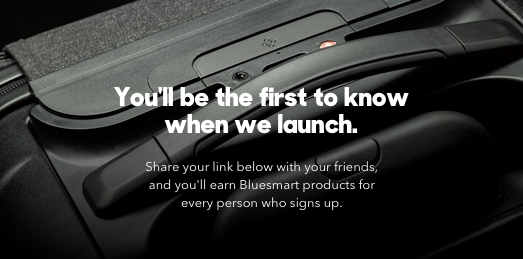 You'll be the first to know
when we launch.
Share your link below with your friends,
and you'll earn Bluesmart products for
every person who signs up.